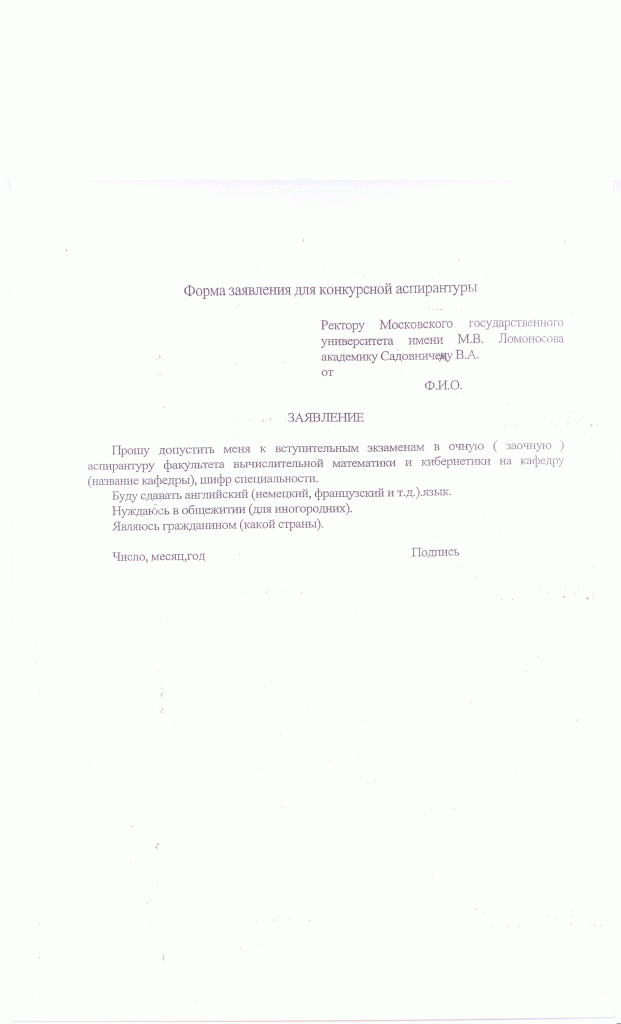 Форма заявления для конкурсной аспирантуры
Ректору Московского государственного
университета имени М.В. Ломоносова
академику Садовничему В.А.
от
Ф.И.О.
ЗАЯВЛЕНИЕ
Прошу допустить меня к вступительным экзаменам в очную ( заочную )
аспирантуру факультета вычислительной математики и кибернетики на кафедру
(название кафедры), шифр специальности.
Буду сдавать английский (немецкий, французский и т.д.).язык.
Нуждаюсь в общежитии (для иногородних).
Являюсь гражданином (какой страны).
Число, месяц,год
Подпись